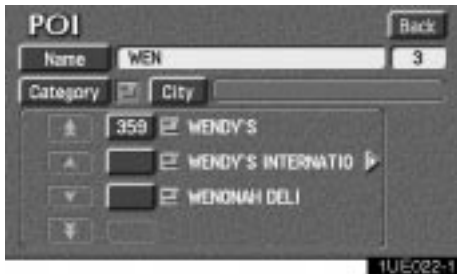 POI Back
Name WEN 3
Category City
359 WENDY'S
WENDY'S INTERNATIO
WENONAH DELI
1UE022-1